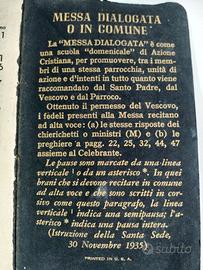 MESSA DIALOGATA
O IN COMUNE
La "MESSA DIALOGATA" è come
una scuola "domenicale" di Azione
Cristiana, per promuovere, tra i mem-
bri di una stessa parrocchia, unità
di azione e d'intenti in tutto quanto viene
raccomandato dal Santo Padre, dal
Vescovo e dal Parroco.
Ottenuto il permesso del Vescovo,
i fedeli presenti alla Messa recitano
ad alta voce: (a) le stesse risposte dei
chierichetti o ministri (M) e (b) le
preghiere a pagg. 22, 25, 32, 44, 47
assieme al Celebrante.
Le pause sono marcate da una linea
verticale | o da un asterisco *. In quei
brani che si devono recitare in comune
ad alta voce e che sono scritti in cor-
sivo come questo paragrafo, la linea
verticale | indica una semipausa; l'a-
sterisco * indica una pausa intera.
(Istruzione della Santa Sede,
30 Novembre 1935)
PRINTED IN U. S. A.
subito